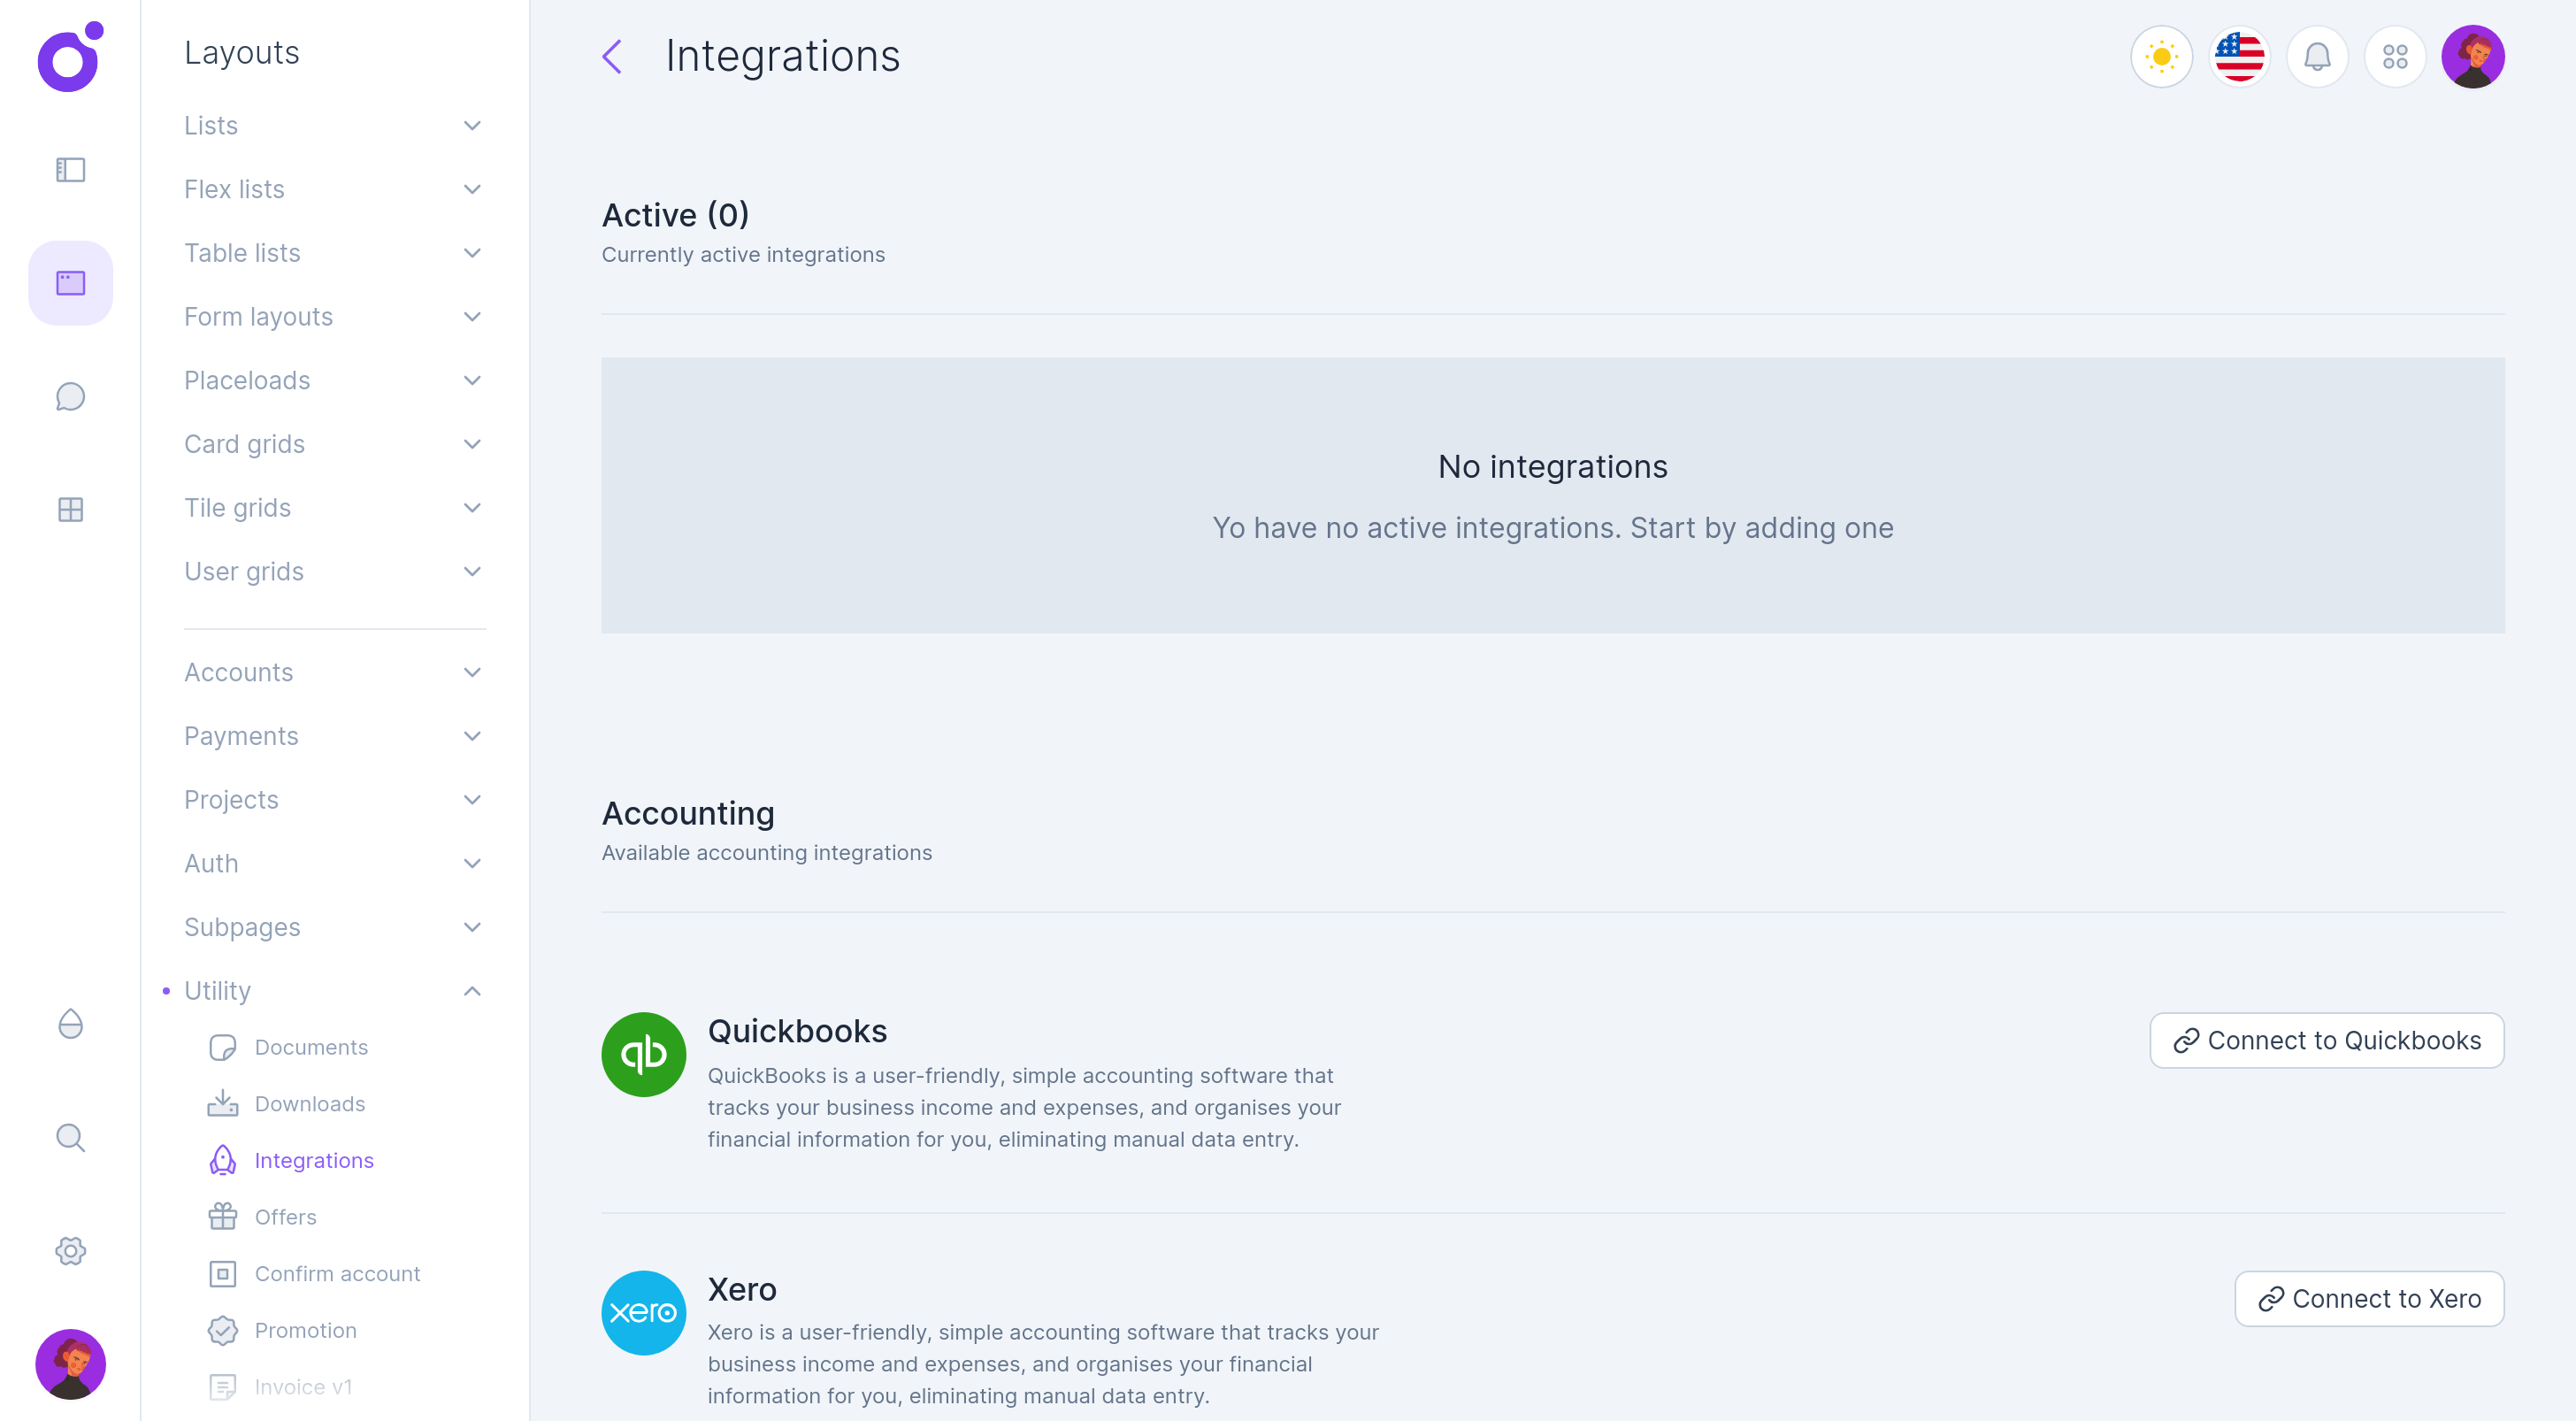 Layouts
Lists
Flex lists
Table lists
Form layouts
Placeloads
Card grids
Tile grids
User grids
Accounts
Payments
Projects
Auth
Subpages
Utility
Documents
Downloads
Integrations
Offers
Confirm account
Promotion
Invoice v1
Integrations
Active (0)
Currently active integrations
No integrations
Yo have no active integrations. Start by adding one
Accounting
Available accounting integrations
qb
Quickbooks
QuickBooks is a user-friendly, simple accounting software that
tracks your business income and expenses, and organises your
financial information for you, eliminating manual data entry.
Connect to Quickbooks
xero
Xero
Xero is a user-friendly, simple accounting software that tracks your
business income and expenses, and organises your financial
information for you, eliminating manual data entry.
Connect to Xero